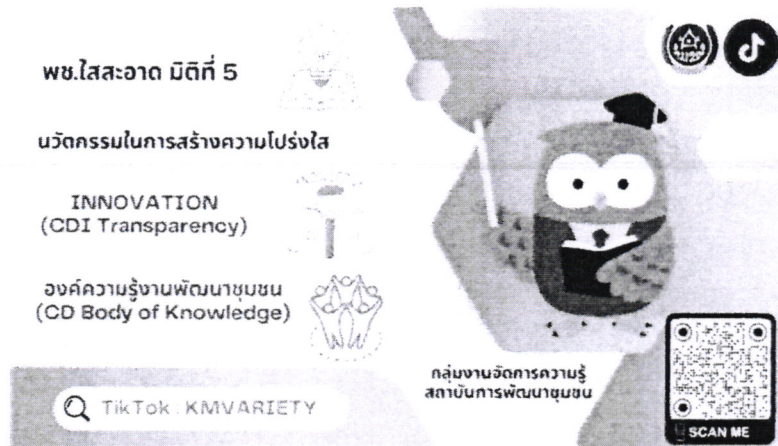 พช.ใสสะอาด มิติที่ 5
นวัตกรรมในการสร้างความโปร่งใส
INNOVATION
(CDI Transparency)
องค์ความรู้งานพัฒนาชุมชน
(CD Body of Knowledge)
TikTok : KMVARIETY
กลุ่มงานจัดการความรู้
สถาบันการพัฒนาชุมชน
SCAN ME